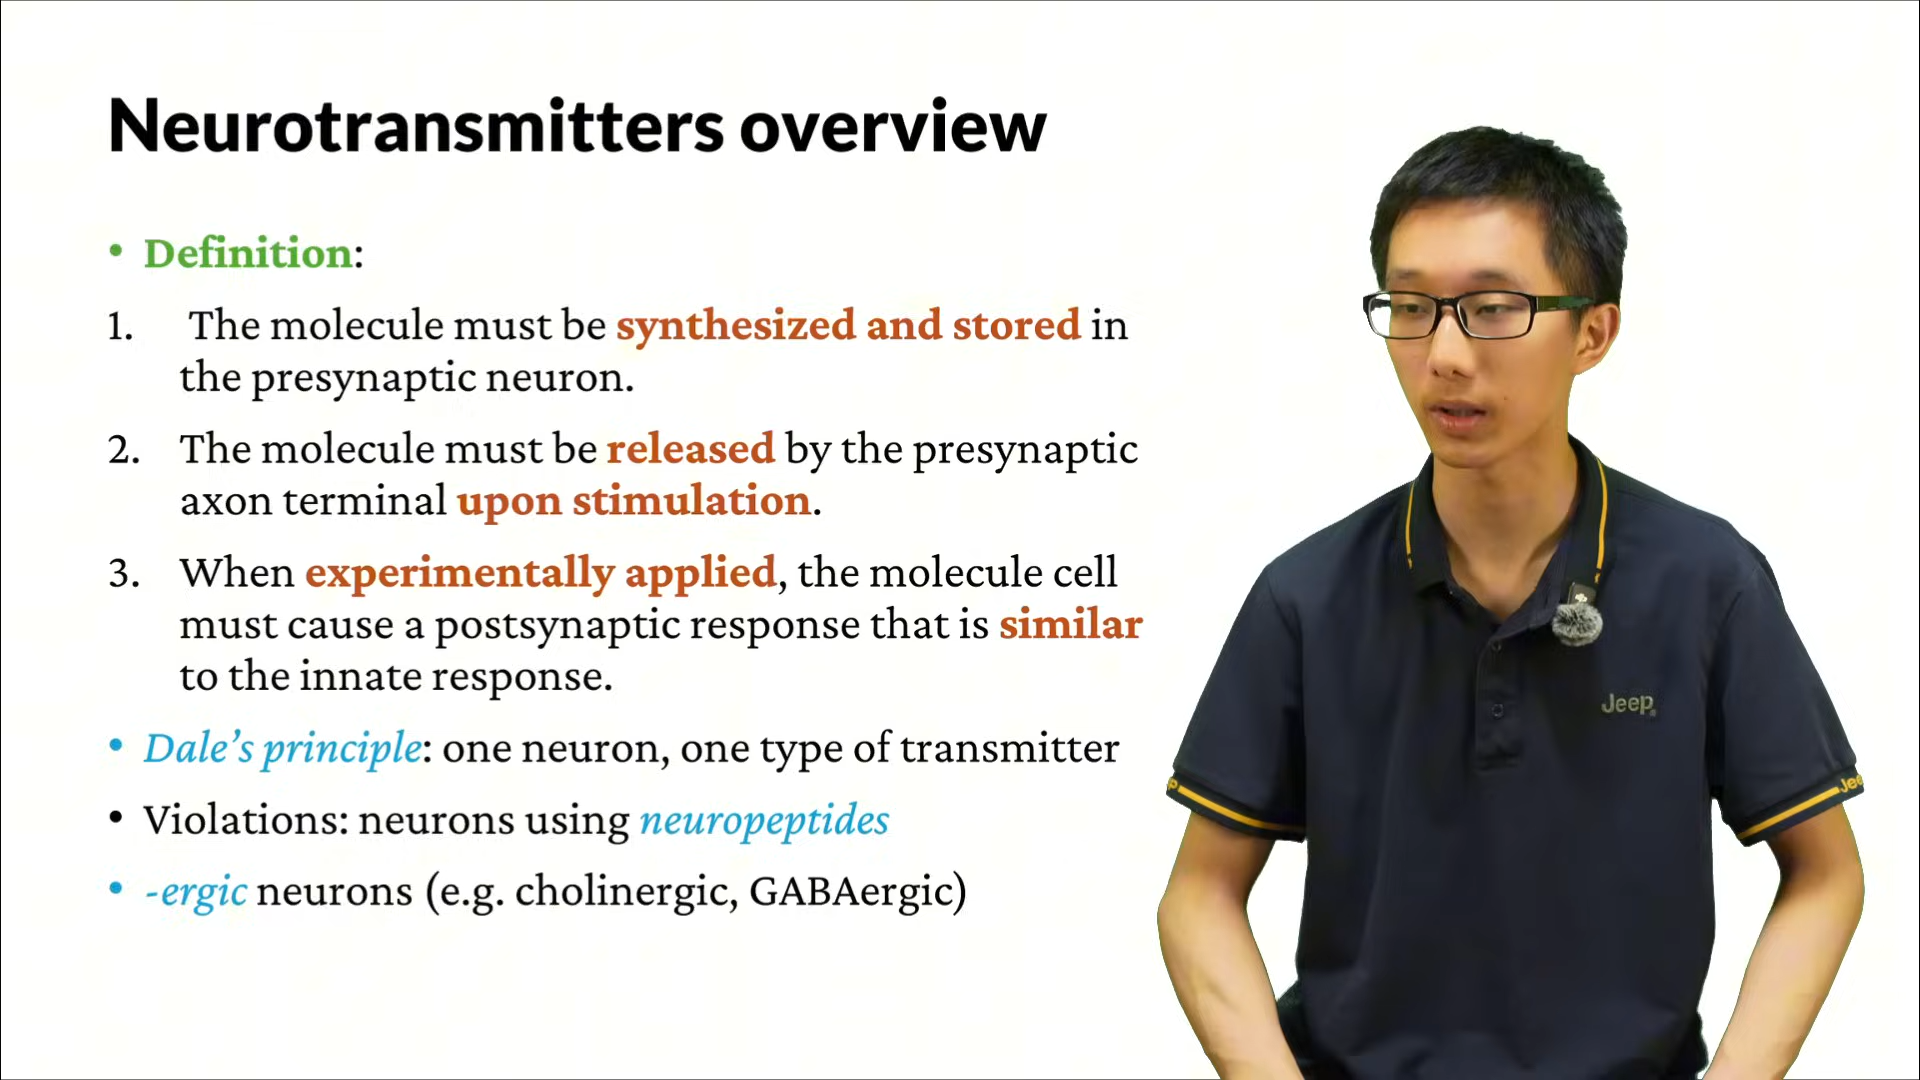 Neurotransmitters overview
• Definition:
1. The molecule must be synthesized and stored in
the presynaptic neuron.
2. The molecule must be released by the presynaptic
axon terminal upon stimulation.
3. When experimentally applied, the molecule cell
must cause a postsynaptic response that is similar
to the innate response.
• Dale’s principle: one neuron, one type of transmitter
• Violations: neurons using neuropeptides
• -ergic neurons (e.g. cholinergic, GABAergic)
Jeep